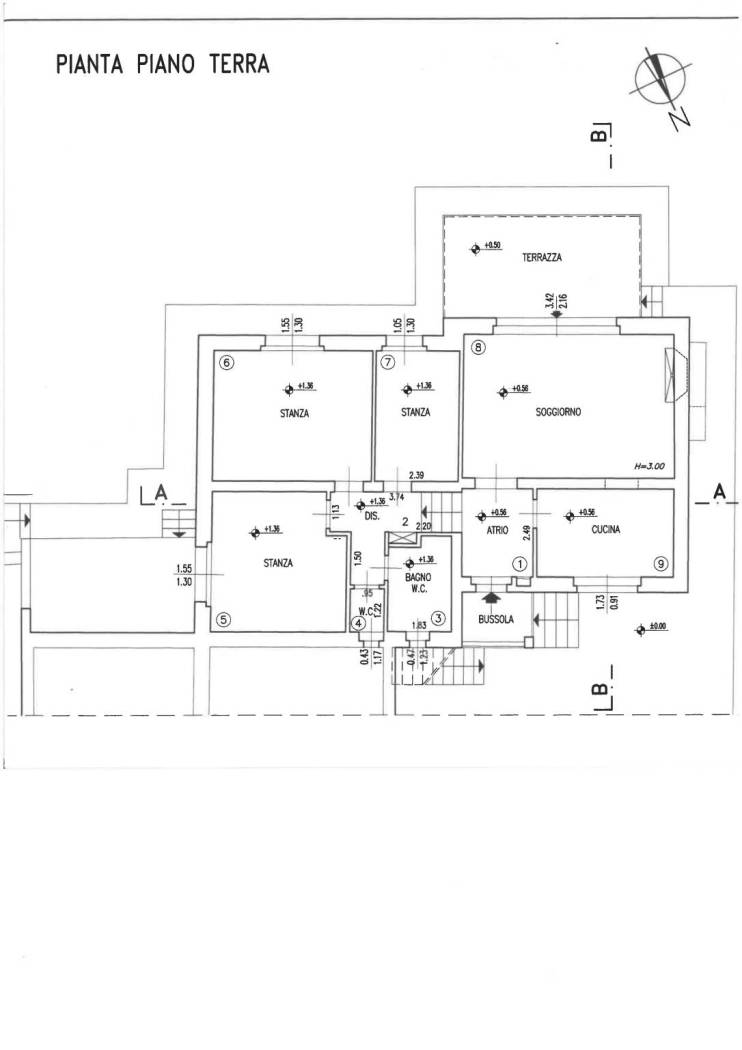 PIANTA PIANO TERRA
N
B
+0.50
TERRAZZA
3.42
2.16
1.55
1.30
1.05
1.30
6
7
8
+1.36
STANZA
+1.36
STANZA
+0.56
SOGGIORNO
2.39
H=3.00
A
A
3.74
+1.36
1.13
DIS.
2
2.20
+0.56
ATRIO
2.49
+0.56
CUCINA
+1.36
STANZA
1.50
+1.36
BAGNO
W.C.
1.55
1.30
.95
1.22
W.C.
1
9
5
4
3
1.83
BUSSOLA
1.73
0.91
±0.00
0.43
1.17
0.47
1.23
B